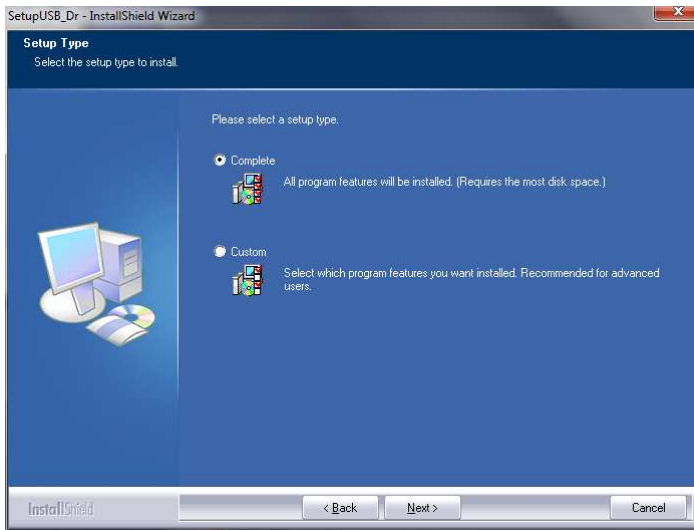 SetupUSB_Dr - InstallShield Wizard
Setup Type
Select the setup type to install.
Please select a setup type.
Complete
All program features will be installed. (Requires the most disk space.)
Custom
Select which program features you want installed. Recommended for advanced
users.
InstallShield
< Back
Next >
Cancel